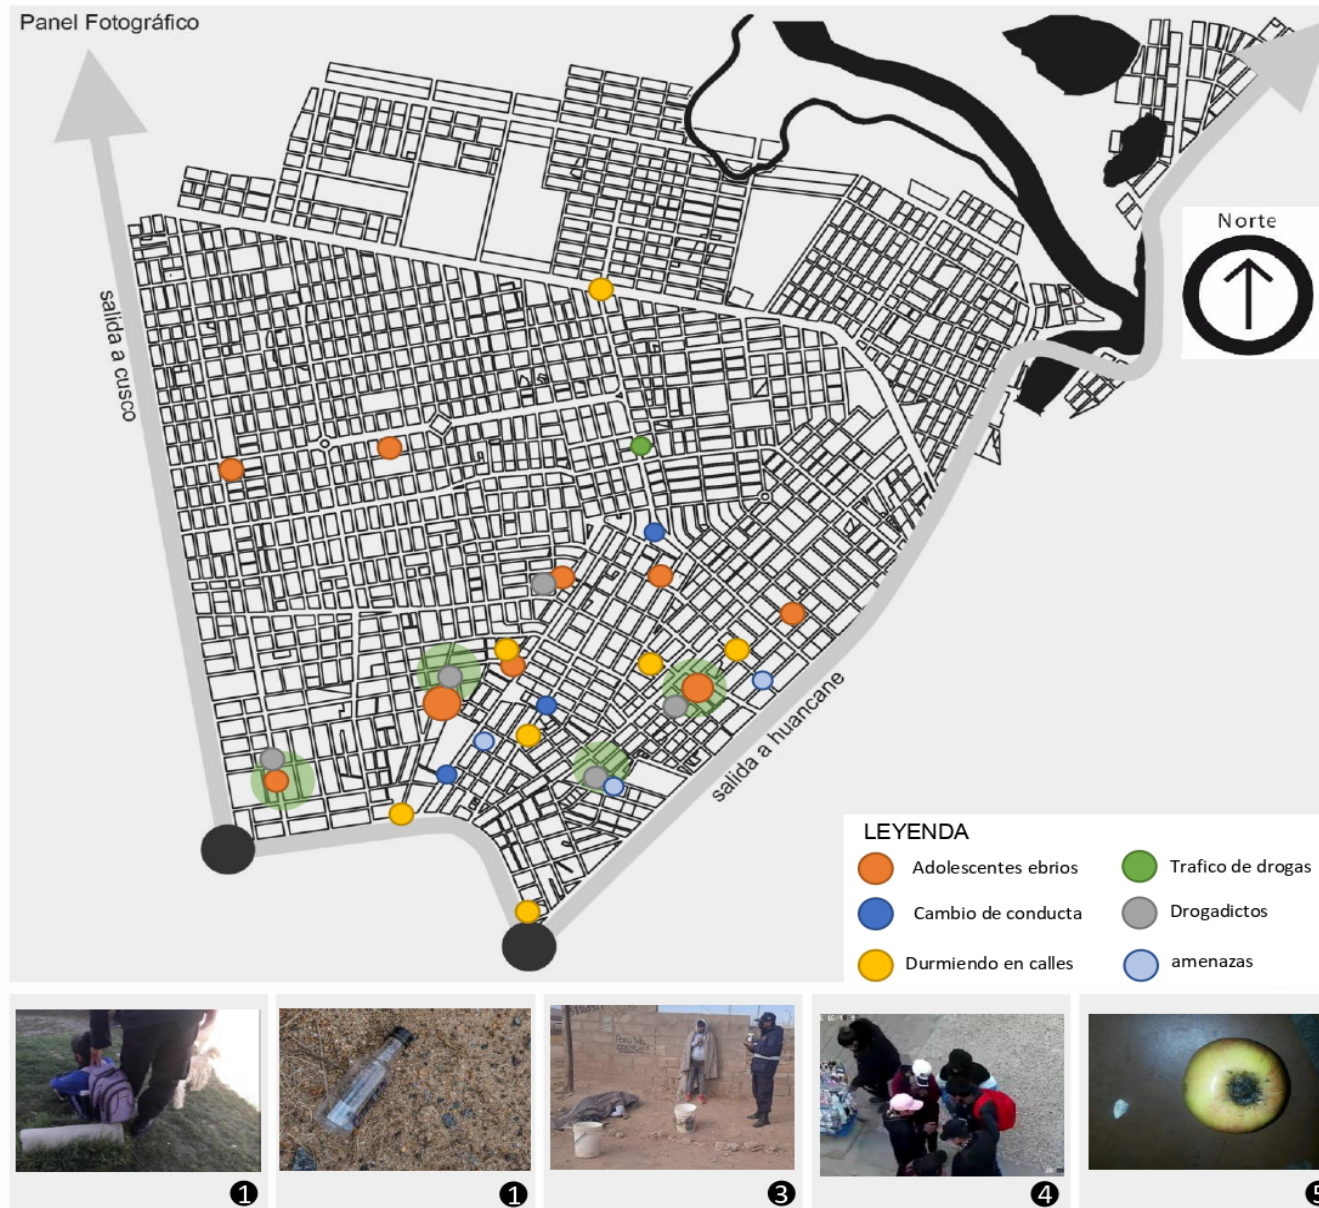 Panel Fotográfico
Norte
salida a cusco
salida a huancane
LEYENDA
Adolescentes ebrios
Trafico de drogas
Cambio de conducta
Drogadictos
Durmiendo en calles
amenazas
1
1
3
4
5